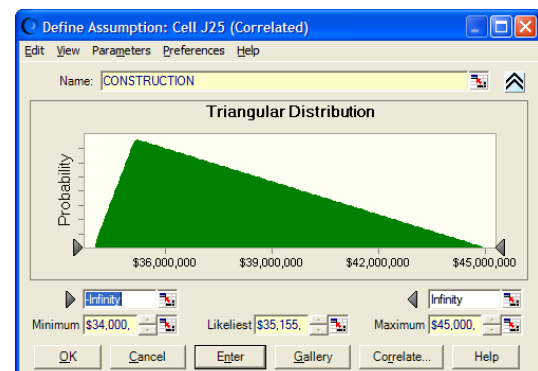 Define Assumption: Cell J25 (Correlated)
Edit View Parameters Preferences Help
Name: CONSTRUCTION
Triangular Distribution
Probability
$36,000,000 $39,000,000 $42,000,000 $45,000,000
-Infinity Infinity
Minimum $34,000, Likeliest $35,155, Maximum $45,000,
OK Cancel Enter Gallery Correlate... Help